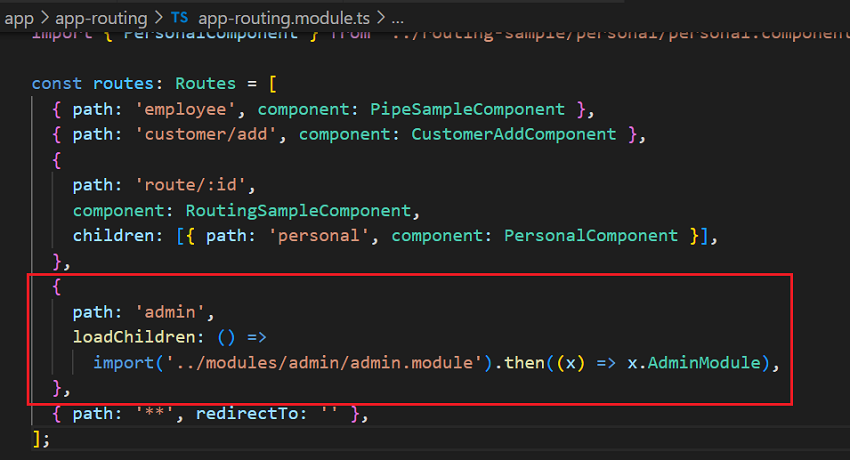 app > app-routing > TS app-routing.module.ts > ...
import { PersonalComponent } from '../routing-sample/personal/personal.component
const routes: Routes = [
{ path: 'employee', component: PipeSampleComponent },
{ path: 'customer/add', component: CustomerAddComponent },
{
path: 'route/:id',
component: RoutingSampleComponent,
children: [{ path: 'personal', component: PersonalComponent }],
},
{
path: 'admin',
loadChildren: () =>
import('../modules/admin/admin.module').then((x) => x.AdminModule),
},
{ path: '**', redirectTo: '' },
];